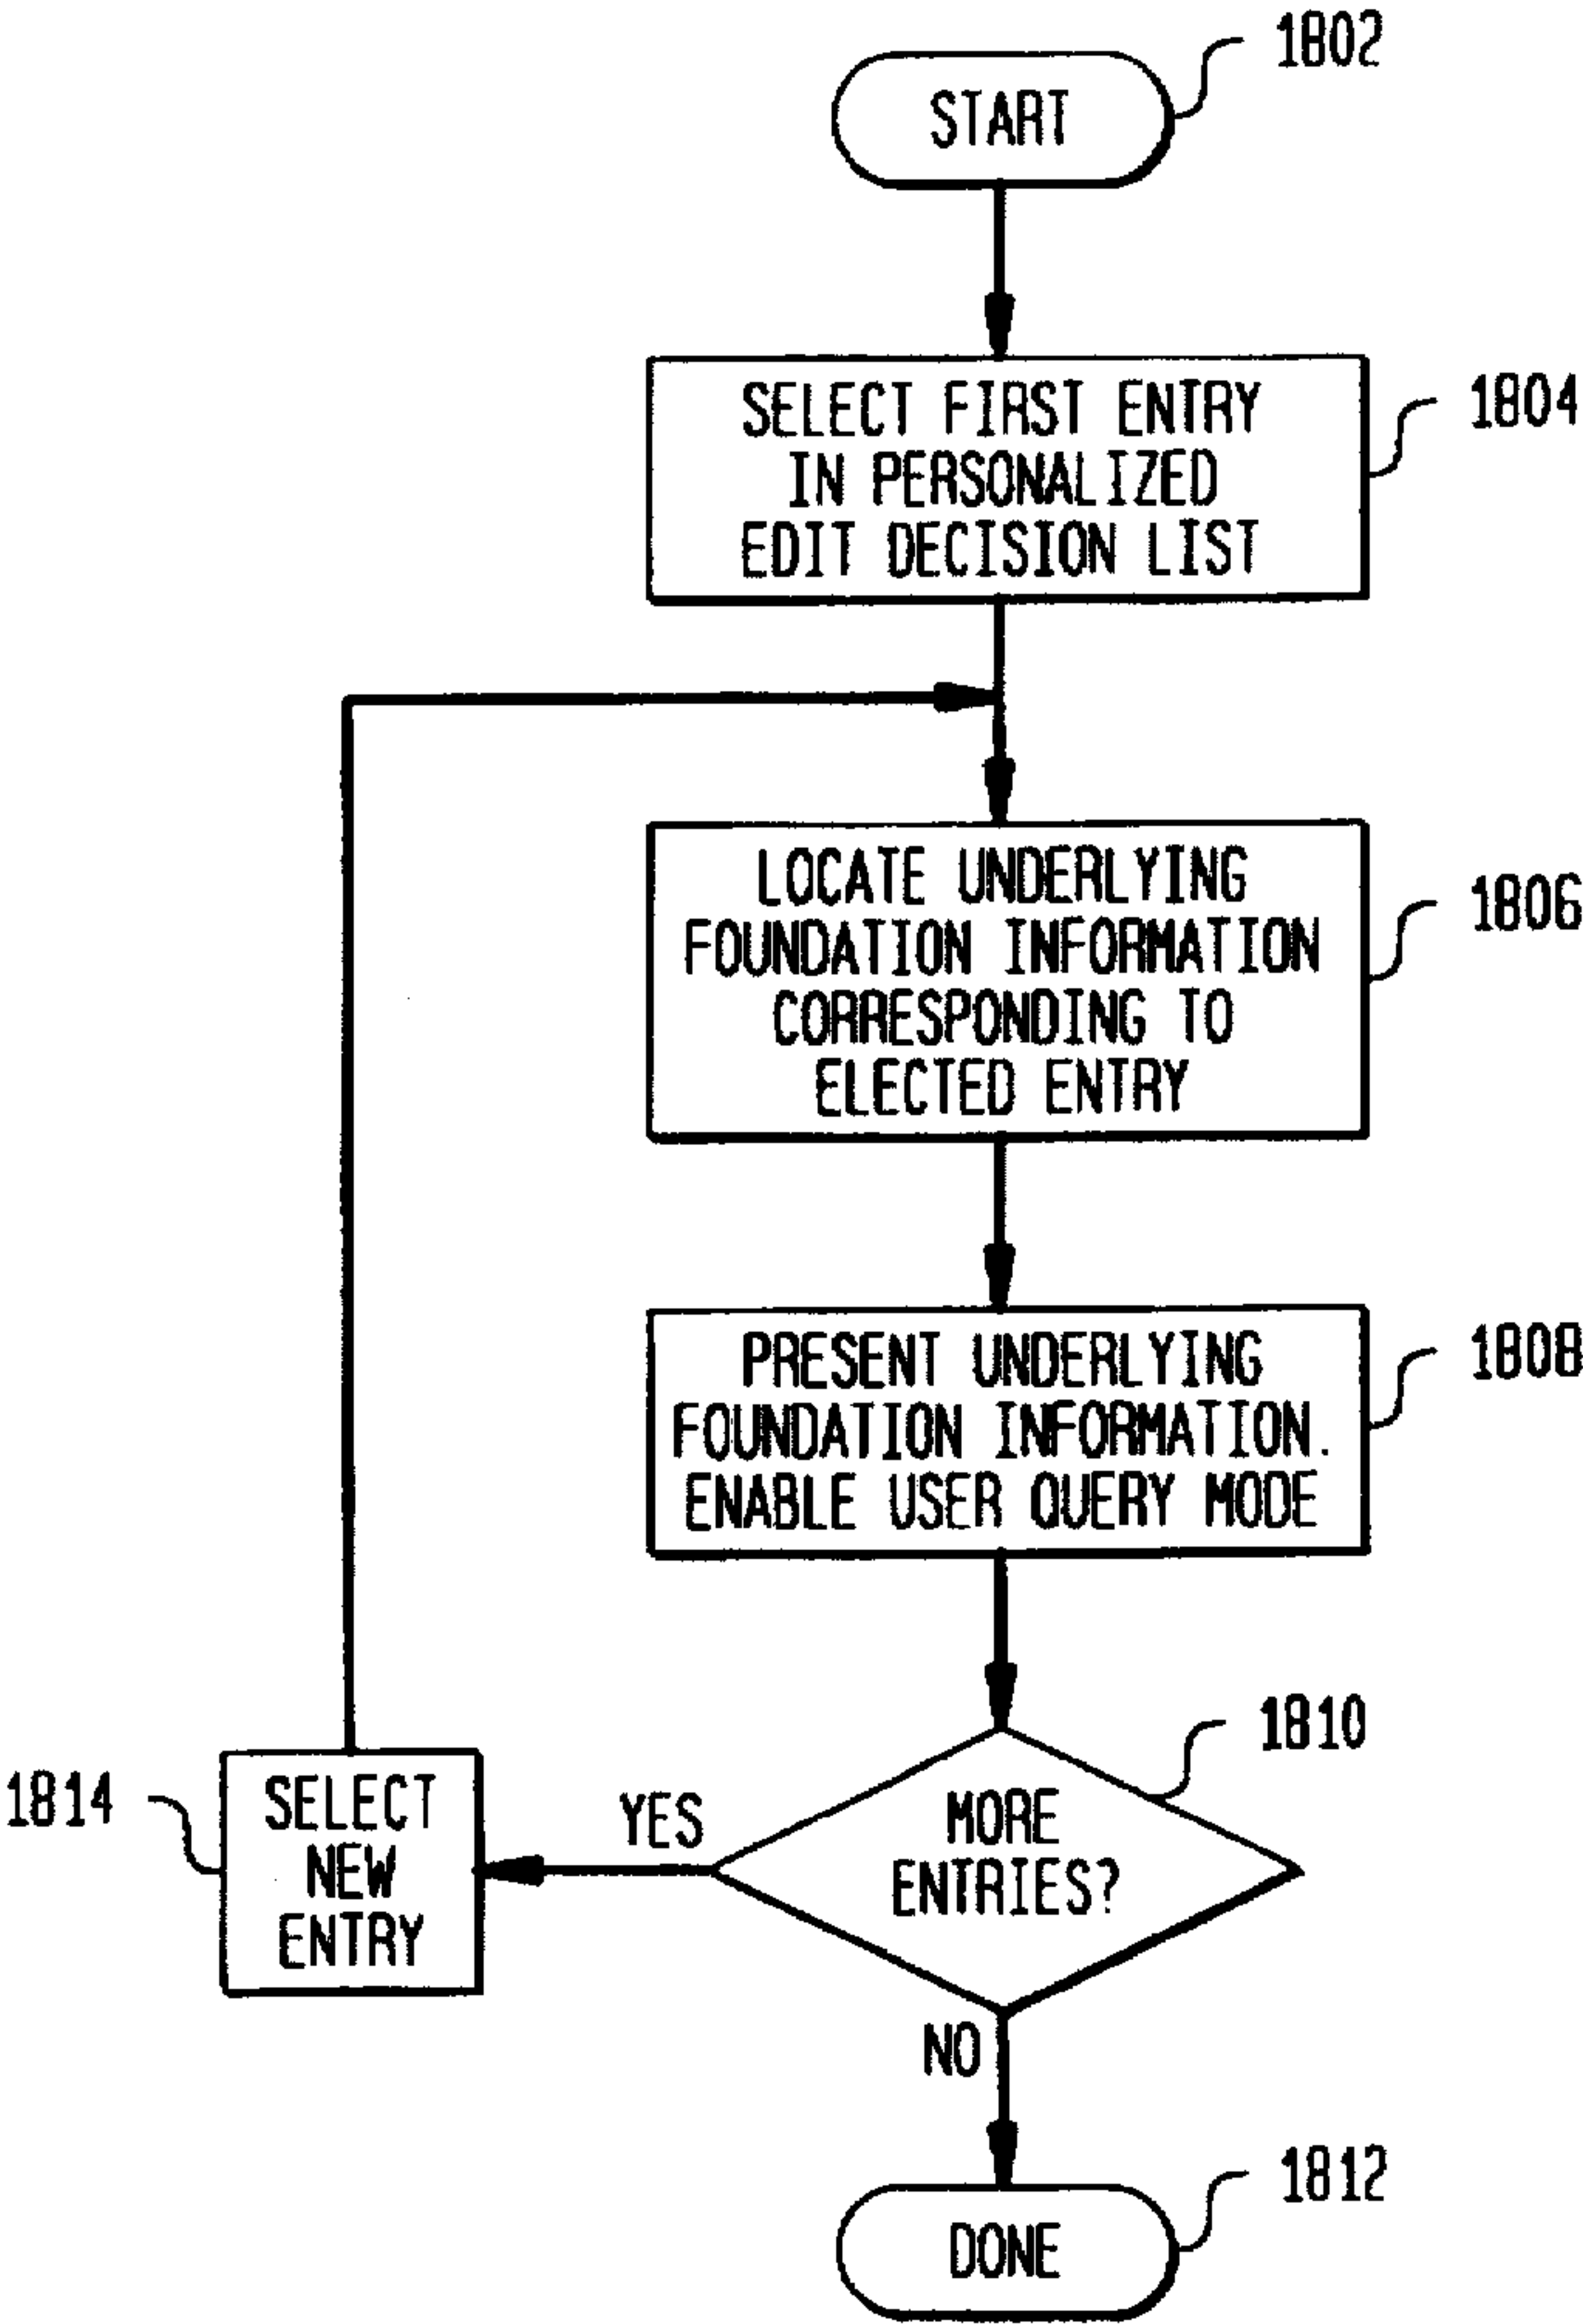 1802
START
SELECT FIRST ENTRY
IN PERSONALIZED
EDIT DECISION LIST
1804
LOCATE UNDERLYING
FOUNDATION INFORMATION
CORRESPONDING TO
ELECTED ENTRY
1806
PRESENT UNDERLYING
FOUNDATION INFORMATION.
ENABLE USER QUERY MODE
1808
1810
MORE
ENTRIES?
YES
1814
SELECT
NEW
ENTRY
NO
1812
DONE